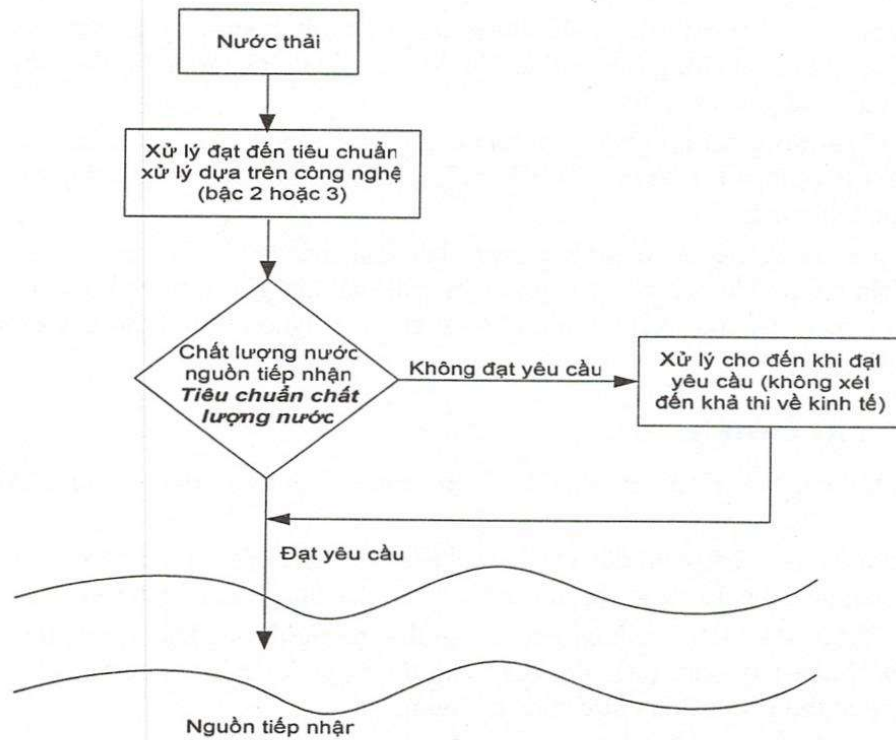 Nước thải
Xử lý đạt đến tiêu chuẩn
xử lý dựa trên công nghệ
(bậc 2 hoặc 3)
Chất lượng nước
nguồn tiếp nhận
Tiêu chuẩn chất
lượng nước
Không đạt yêu cầu
Xử lý cho đến khi đạt
yêu cầu (không xét
đến khả thi về kinh tế)
Đạt yêu cầu
Nguồn tiếp nhận